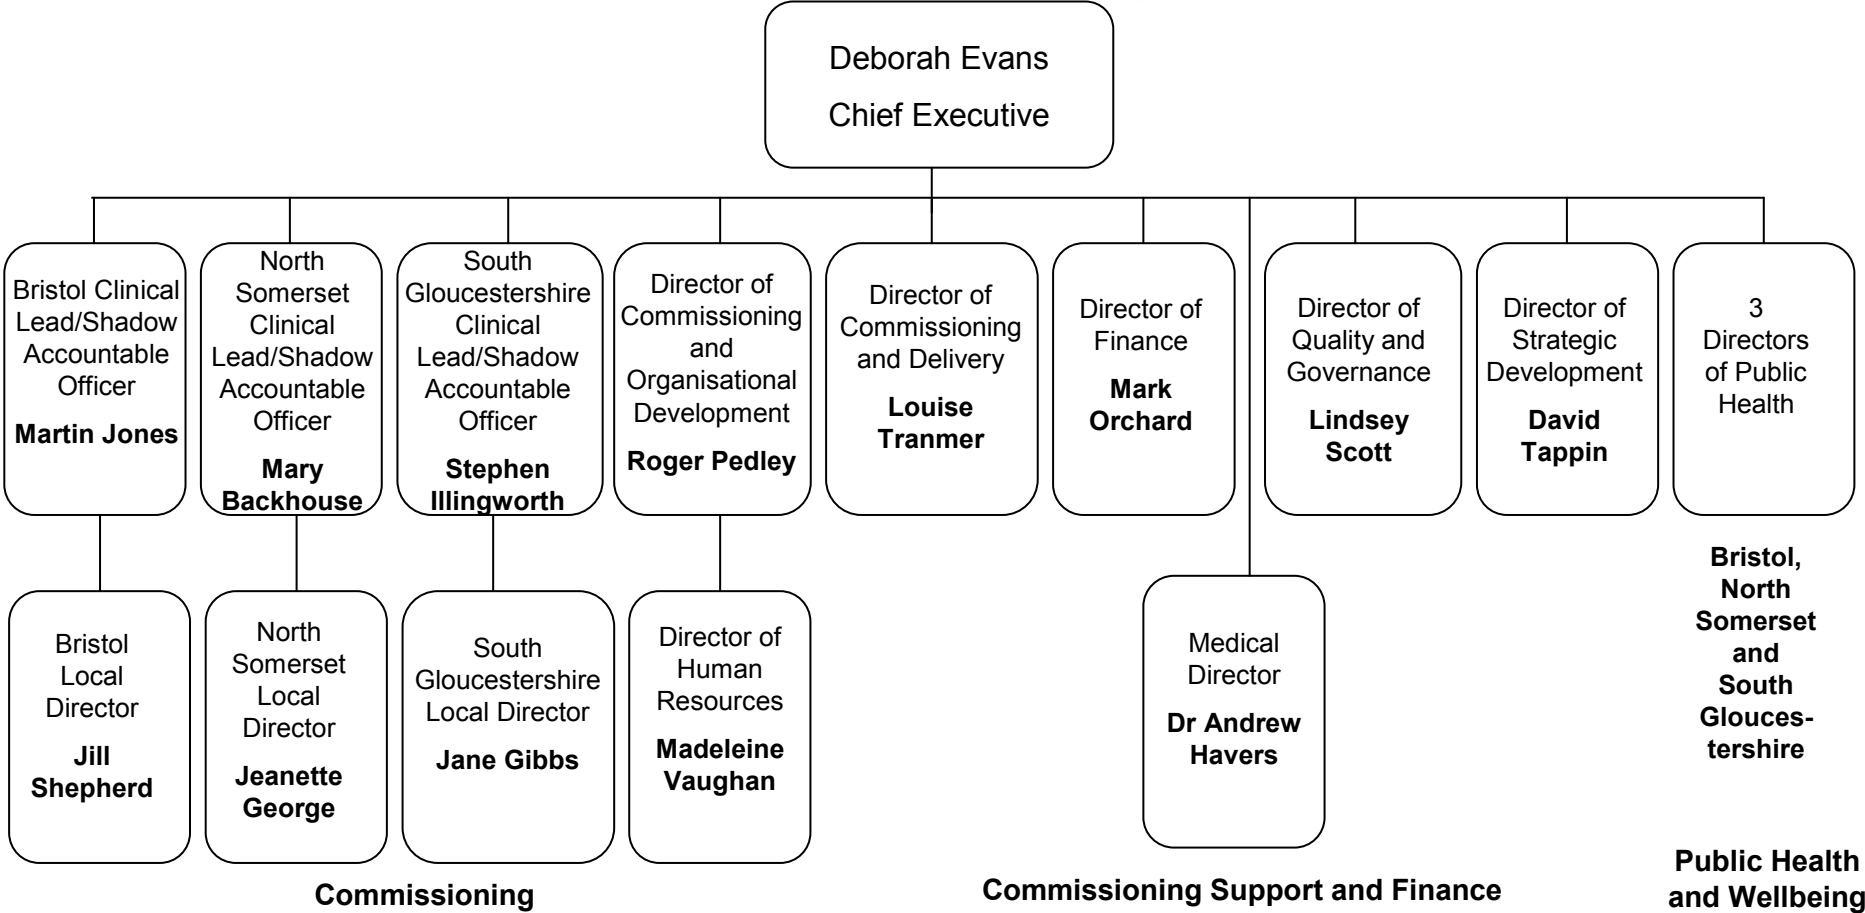 Deborah Evans
Chief Executive
Bristol Clinical
Lead/Shadow
Accountable
Officer
Martin Jones
North
Somerset
Clinical
Lead/Shadow
Accountable
Officer
Mary
Backhouse
South
Gloucestershire
Clinical
Lead/Shadow
Accountable
Officer
Stephen
Illingworth
Director of
Commissioning
and
Organisational
Development
Roger Pedley
Director of
Commissioning
and Delivery
Louise
Tranmer
Director of
Finance
Mark
Orchard
Director of
Quality and
Governance
Lindsey
Scott
Director of
Strategic
Development
David
Tappin
3
Directors
of Public
Health
Bristol,
North
Somerset
and
South
Glouces-
tershire
Bristol
Local
Director
Jill
Shepherd
North
Somerset
Local
Director
Jeanette
George
South
Gloucestershire
Local Director
Jane Gibbs
Director of
Human
Resources
Madeleine
Vaughan
Medical
Director
Dr Andrew
Havers
Commissioning
Commissioning Support and Finance
Public Health
and Wellbeing